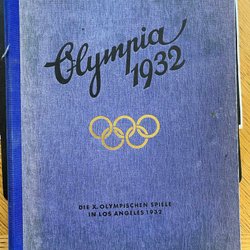 Olympia
1932
DIE X. OLYMPISCHEN SPIELE
IN LOS ANGELES 1932